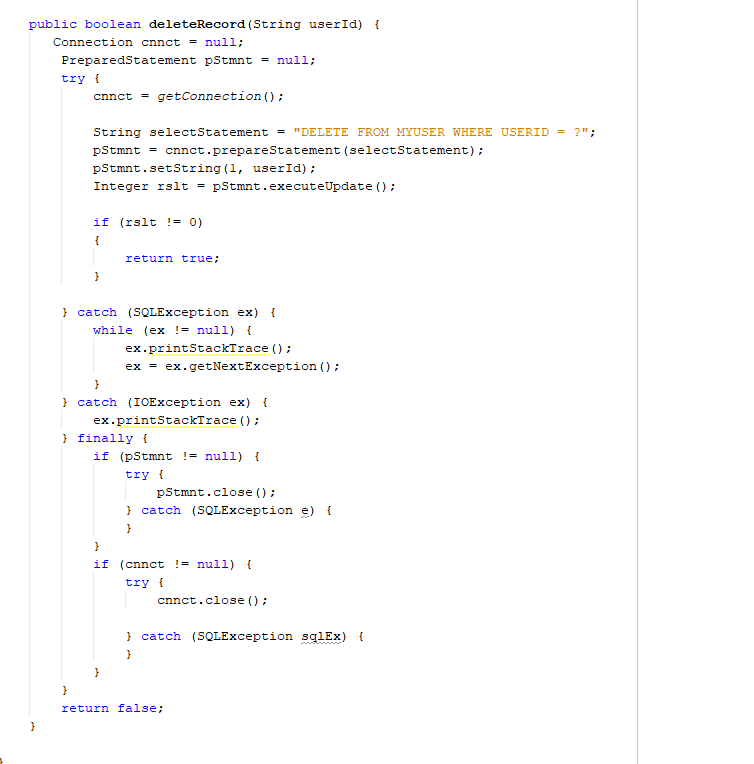 public boolean deleteRecord(String userId) {
   Connection cnnct = null;
    PreparedStatement pStmnt = null;
    try {
        cnnct = getConnection();

        String selectStatement = "DELETE FROM MYUSER WHERE USERID = ?";
        pStmnt = cnnct.prepareStatement(selectStatement);
        pStmnt.setString(1, userId);
        Integer rslt = pStmnt.executeUpdate();

        if (rslt != 0)
        {
            return true;
        }

    } catch (SQLException ex) {
        while (ex != null) {
            ex.printStackTrace();
            ex = ex.getNextException();
        }
    } catch (IOException ex) {
        ex.printStackTrace();
    } finally {
        if (pStmnt != null) {
            try {
                pStmnt.close();
            } catch (SQLException e) {
            }
        }
        if (cnnct != null) {
            try {
                cnnct.close();

            } catch (SQLException sqlEx) {
            }
        }
    }
    return false;
}

}